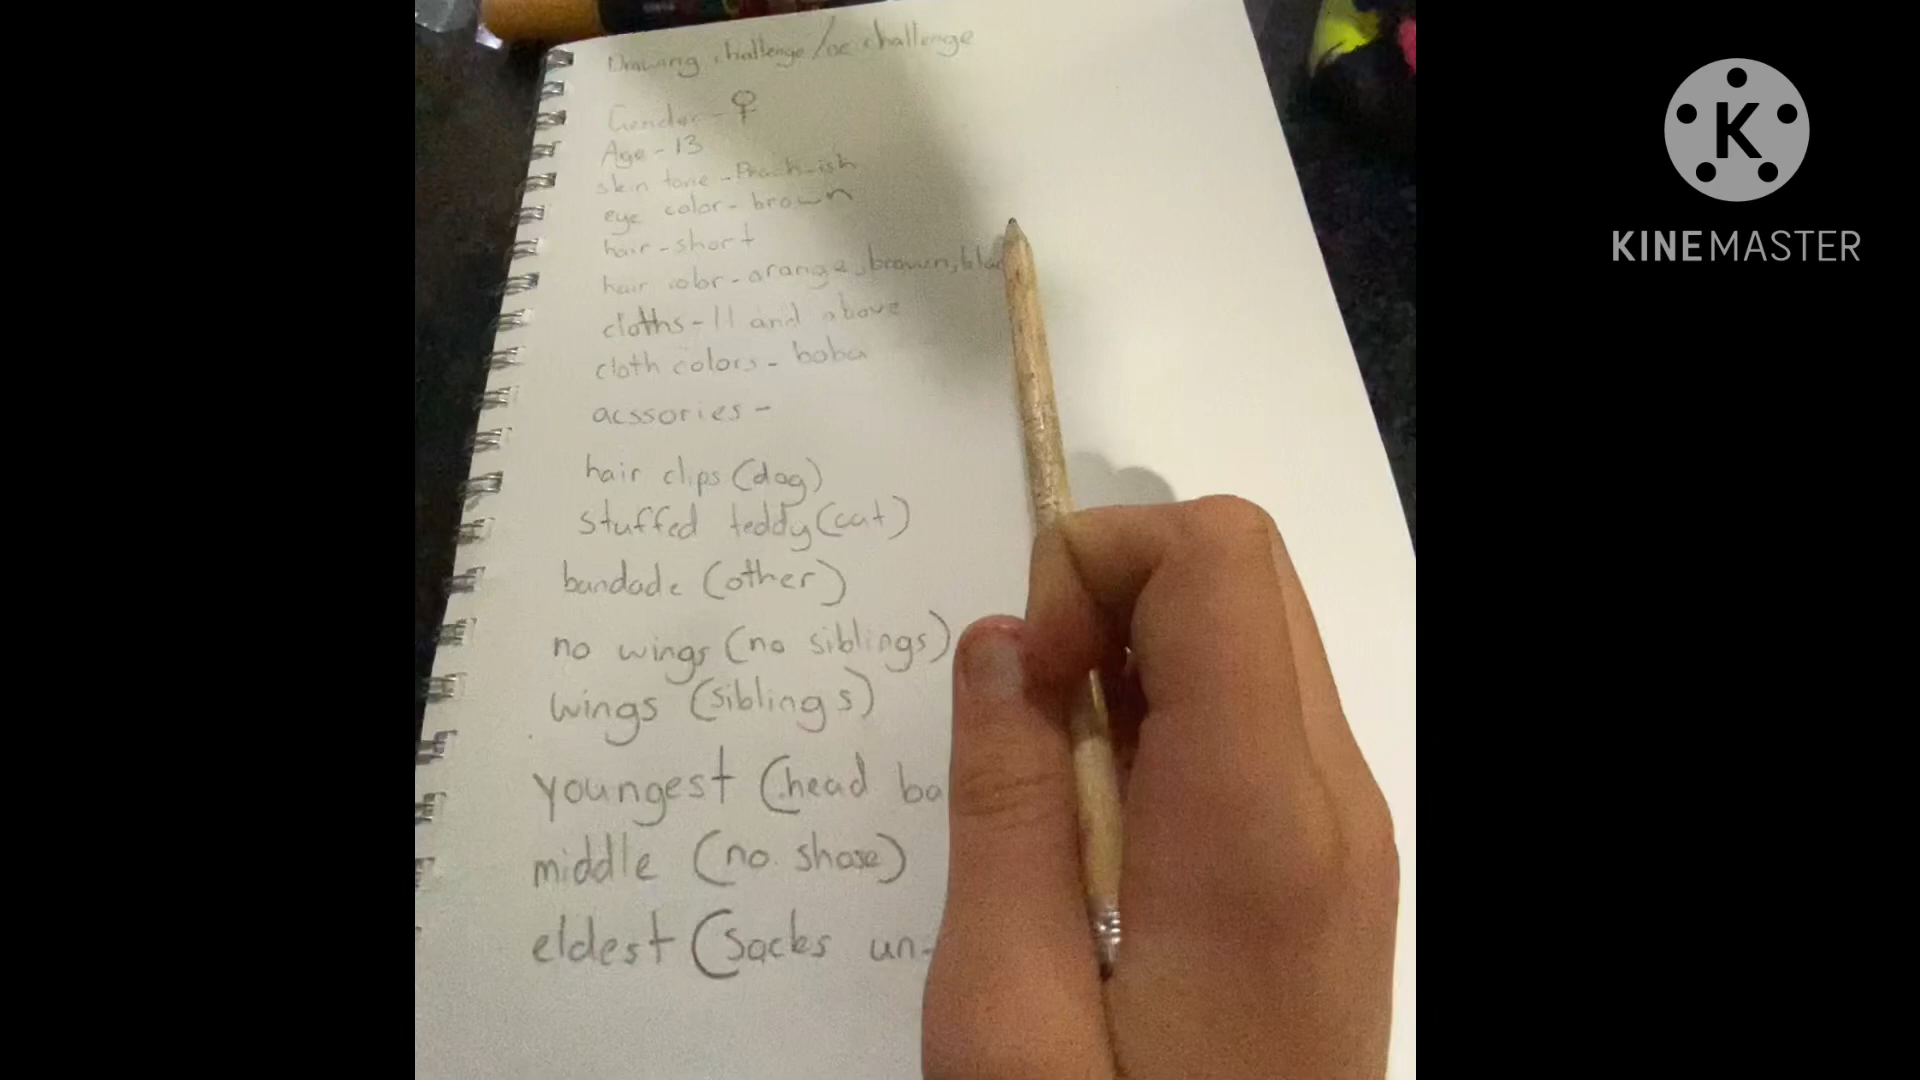 Drawing challenge/oc challenge
Gender - ♀
Age - 13
skin tone - Peach-ish
eye color - brown
hair - short
hair color - orange, brown,
cloths - 11 and above
cloth colors - boba
acssories -
hair clips (dog)
stuffed teddy (cat)
bandade (other)
no wings (no siblings)
wings (siblings)
youngest (head ba
middle (no shose)
eldest (socks un-
K
KINEMASTER